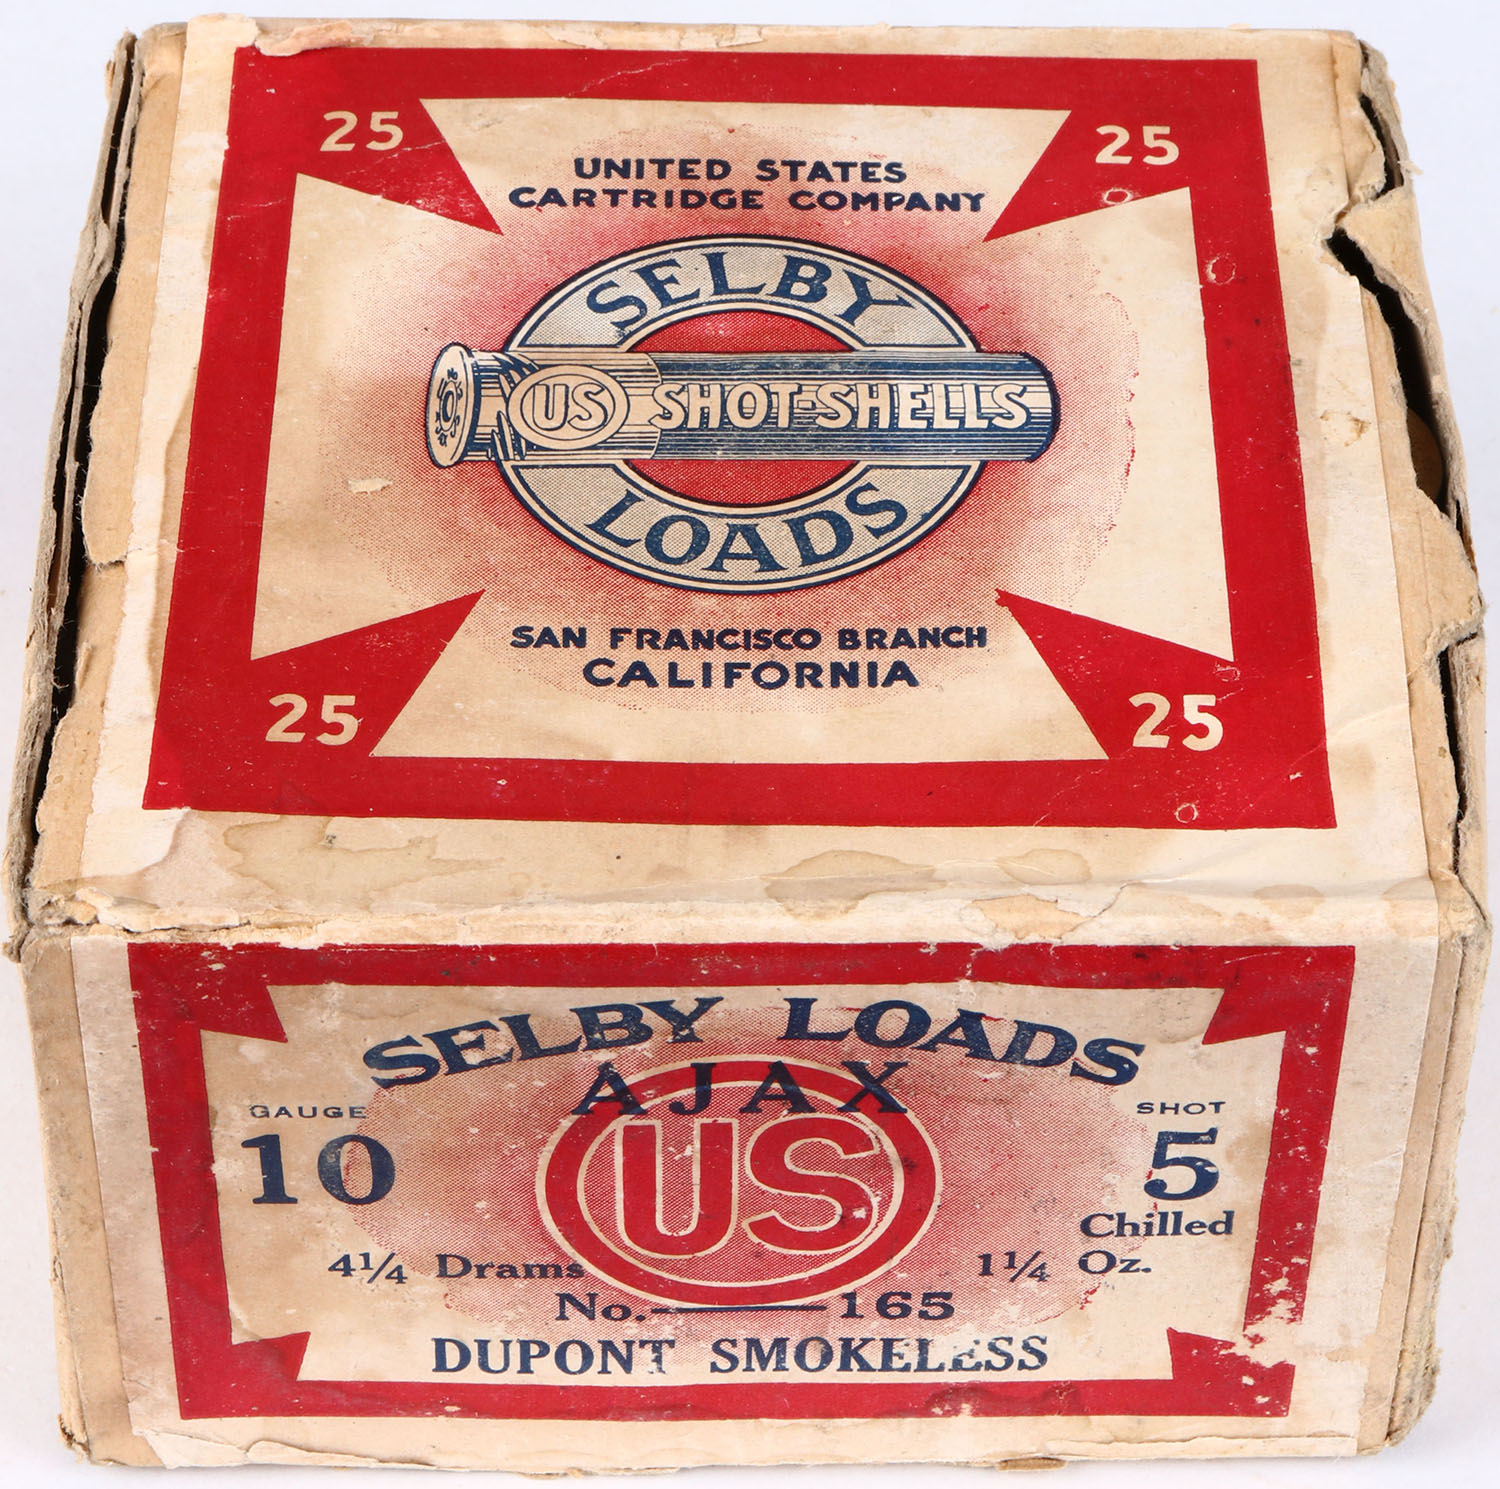 25 25
UNITED STATES
CARTRIDGE COMPANY
SELBY
US SHOT-SHELLS
LOADS
SAN FRANCISCO BRANCH
CALIFORNIA
25 25
SELBY LOADS
AJAX
GAUGE SHOT
10 US 5
Chilled
4¼ Drams 1¼ Oz.
No. 165
DUPONT SMOKELESS